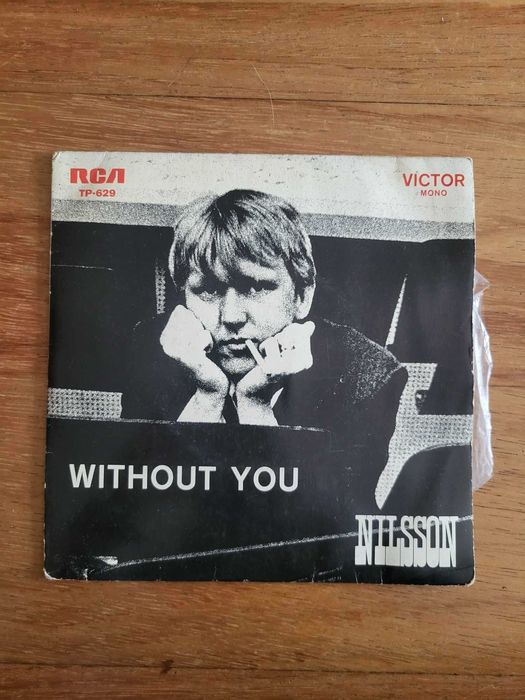 RCA
TP-629
VICTOR
MONO
WITHOUT YOU
NILSSON